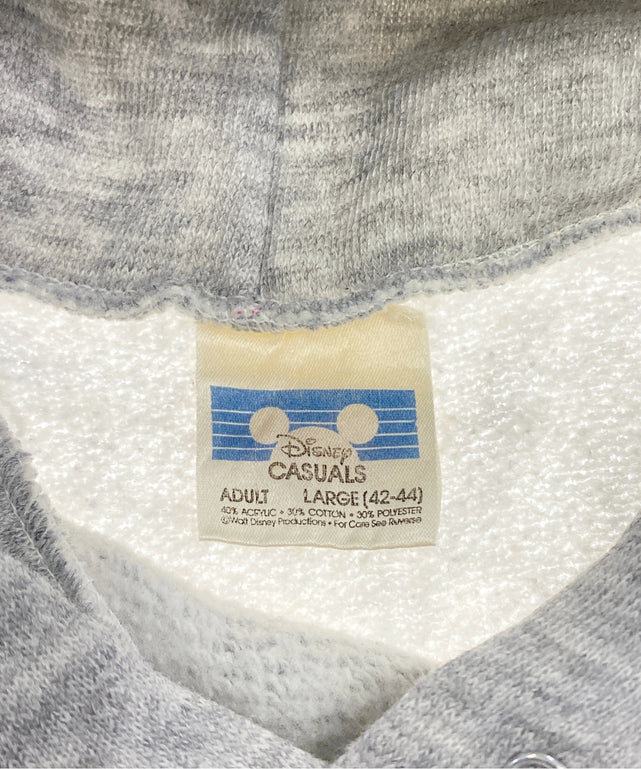 Disney
CASUALS
ADULT LARGE (42-44)
40% ACRYLIC • 30% COTTON • 30% POLYESTER
©Walt Disney Productions • For Care See Reverse